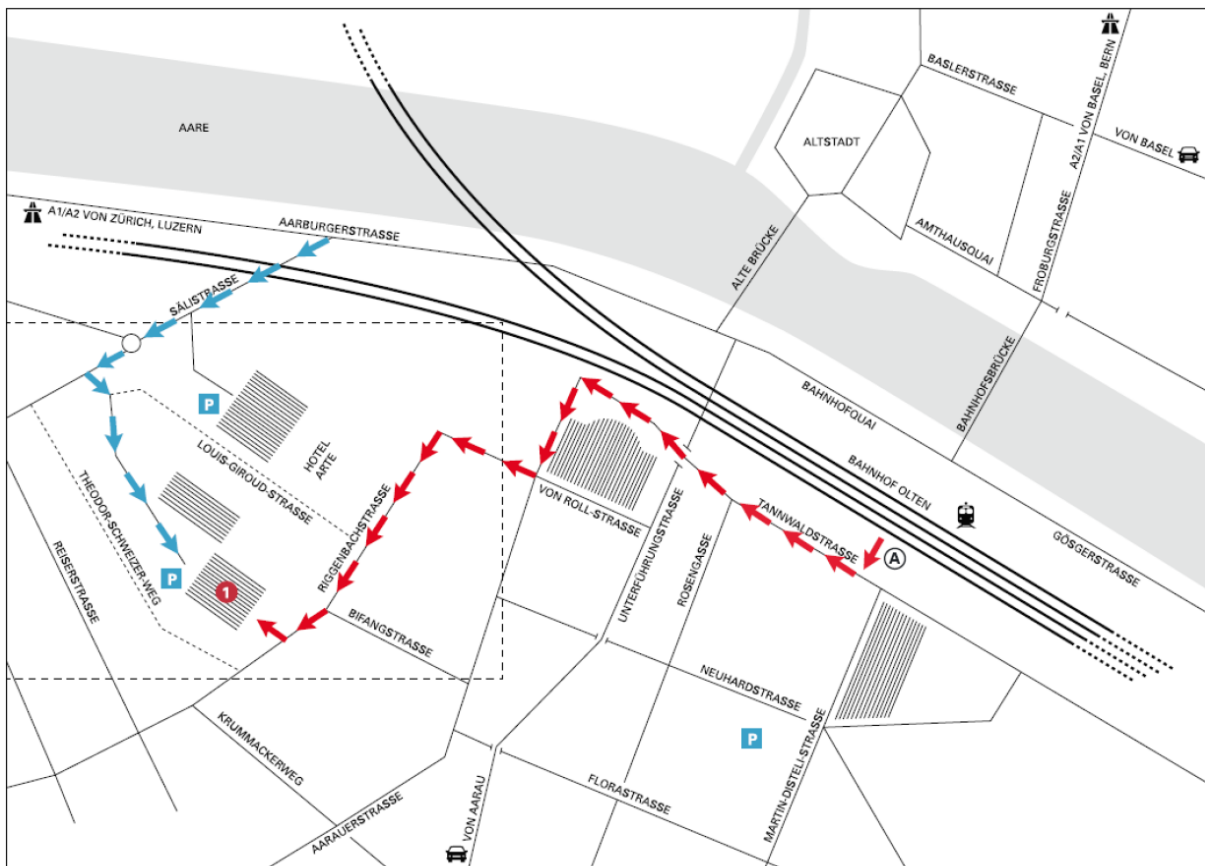 BASLERSTRASSE
A2/A1 VON BASEL, BERN
AARE
ALTSTADT
VON BASEL
A1/A2 VON ZÜRICH, LUZERN
AARBURGERSTRASSE
AMTHAUSQUAI
FROBURGSTRASSE
ALTE BRÜCKE
SÄLISTRASSE
BAHNHOFSBRÜCKE
BAHNHOFQUAI
P
HOTEL
ARTE
LOUIS-GIROUD-STRASSE
BAHNHOF OLTEN
VON ROLL-STRASSE
TANNWALDSTRASSE
GÖSGERSTRASSE
THEODOR-SCHWEIZER-WEG
RIGGENBACHSTRASSE
UNTERFÜHRUNGSTRASSE
ROSENGASSE
A
REISERSTRASSE
P
1
BIFANGSTRASSE
NEUHARDSTRASSE
KRUMMACKERWEG
P
MARTIN-DISTELI-STRASSE
FLORASTRASSE
AARAUERSTRASSE
VON AARAU